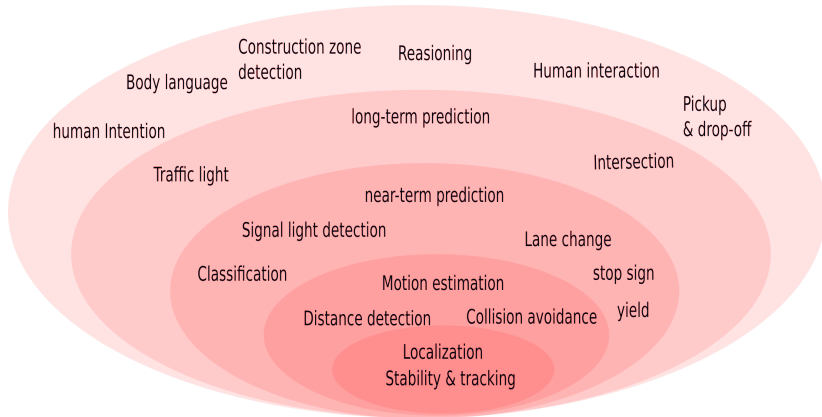 Construction zone
detection
Reasioning
Body language
Human interaction
Pickup
& drop-off
human Intention
long-term prediction
Intersection
Traffic light
near-term prediction
Signal light detection
Lane change
Classification
stop sign
Motion estimation
yield
Distance detection
Collision avoidance
Localization
Stability & tracking